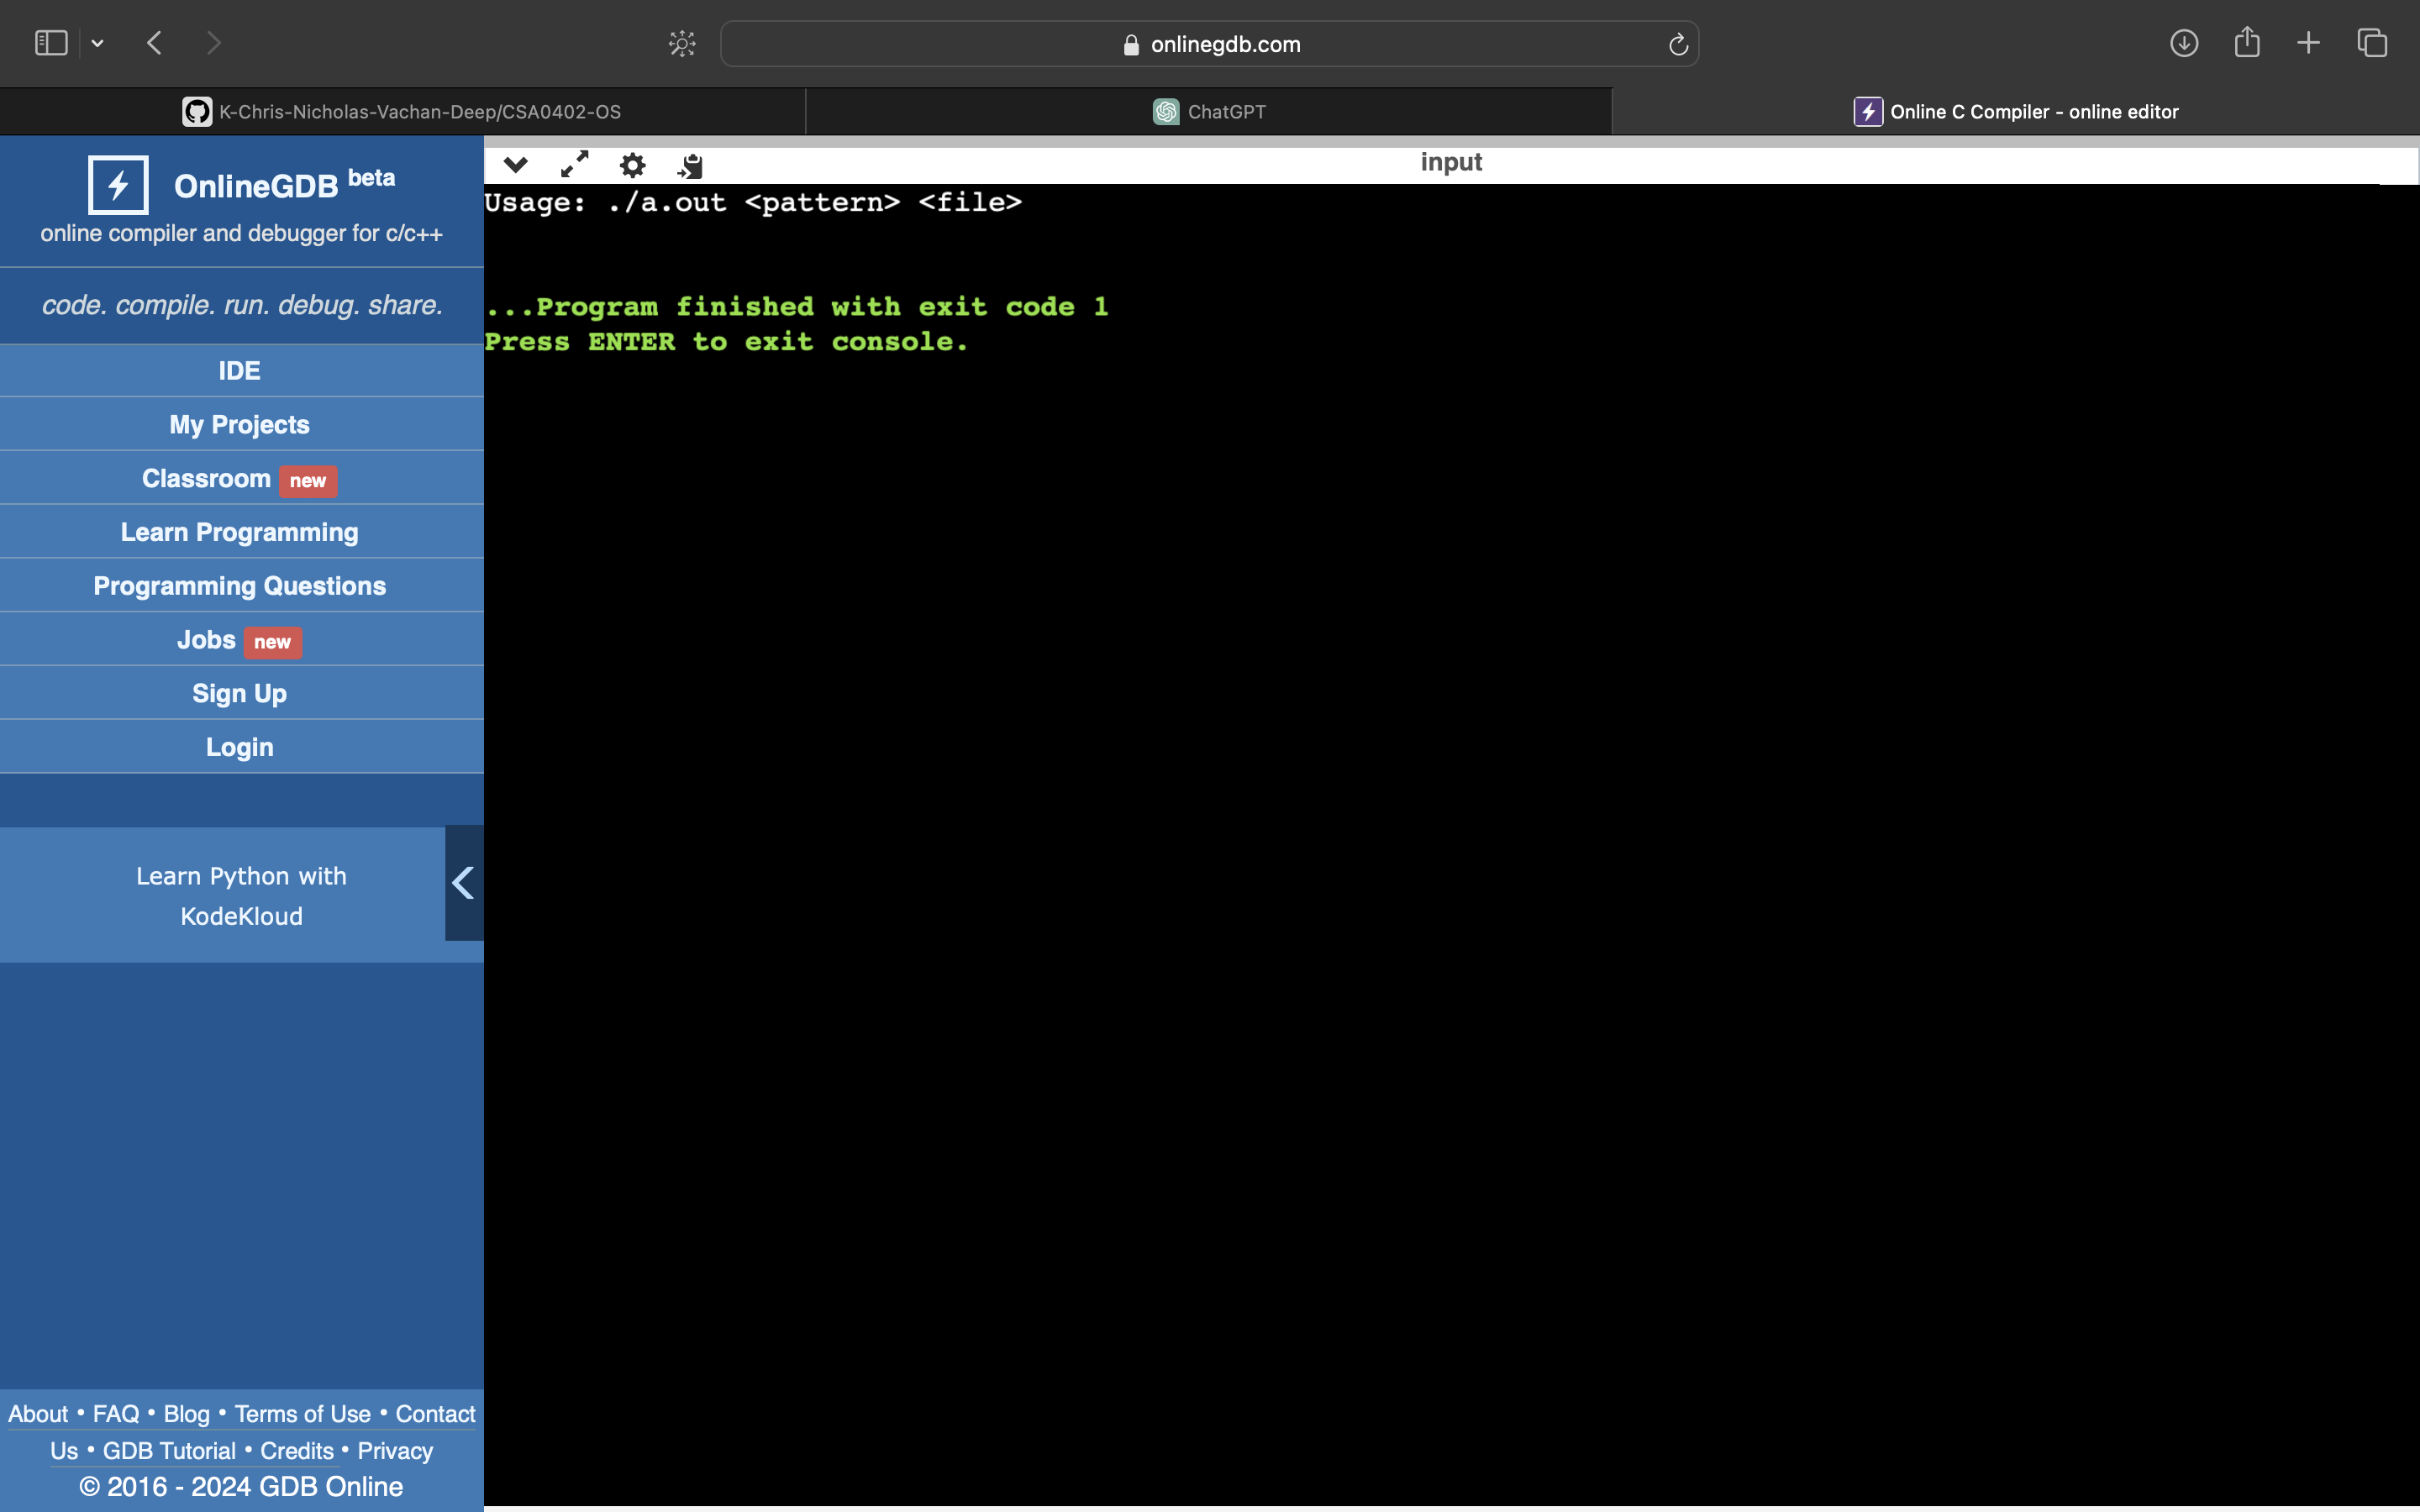 onlinegdb.com
K-Chris-Nicholas-Vachan-Deep/CSA0402-OS
ChatGPT
Online C Compiler - online editor
OnlineGDB beta
online compiler and debugger for c/c++
code. compile. run. debug. share.
IDE
My Projects
Classroom new
Learn Programming
Programming Questions
Jobs new
Sign Up
Login
Learn Python with
KodeKloud
About • FAQ • Blog • Terms of Use • Contact
Us • GDB Tutorial • Credits • Privacy
© 2016 - 2024 GDB Online
input
Usage: ./a.out <pattern> <file>
...Program finished with exit code 1
Press ENTER to exit console.